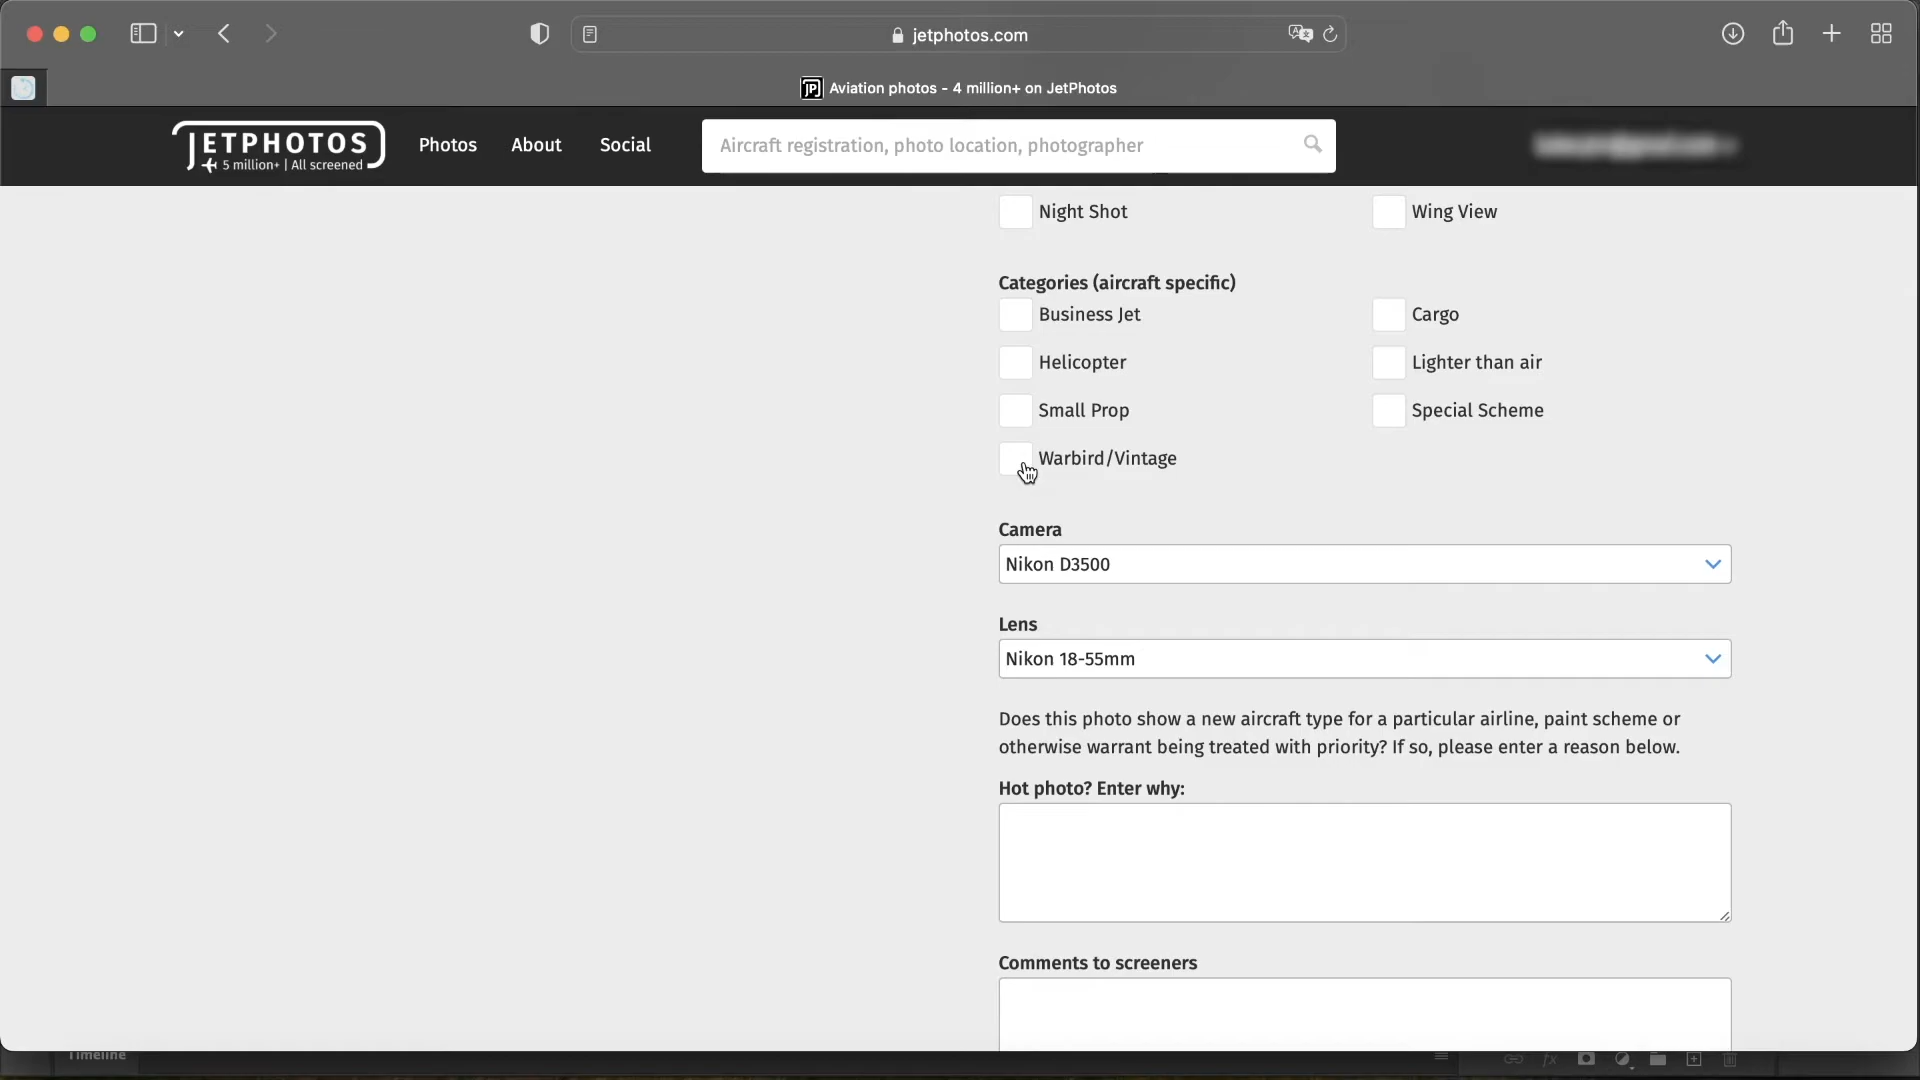 jetphotos.com
JP Aviation photos - 4 million+ on JetPhotos
JETPHOTOS
5 million+ | All screened
Photos About Social
Aircraft registration, photo location, photographer
Night Shot Wing View
Categories (aircraft specific)
Business Jet Cargo
Helicopter Lighter than air
Small Prop Special Scheme
Warbird/Vintage
Camera
Nikon D3500
Lens
Nikon 18-55mm
Does this photo show a new aircraft type for a particular airline, paint scheme or
otherwise warrant being treated with priority? If so, please enter a reason below.
Hot photo? Enter why:
Comments to screeners
Timeline
fx